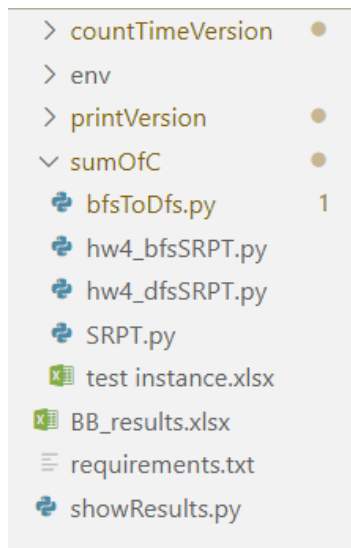 countTimeVersion
env
printVersion
sumOfC
bfsToDfs.py 1
hw4_bfsSRPT.py
hw4_dfsSRPT.py
SRPT.py
test instance.xlsx
BB_results.xlsx
requirements.txt
showResults.py